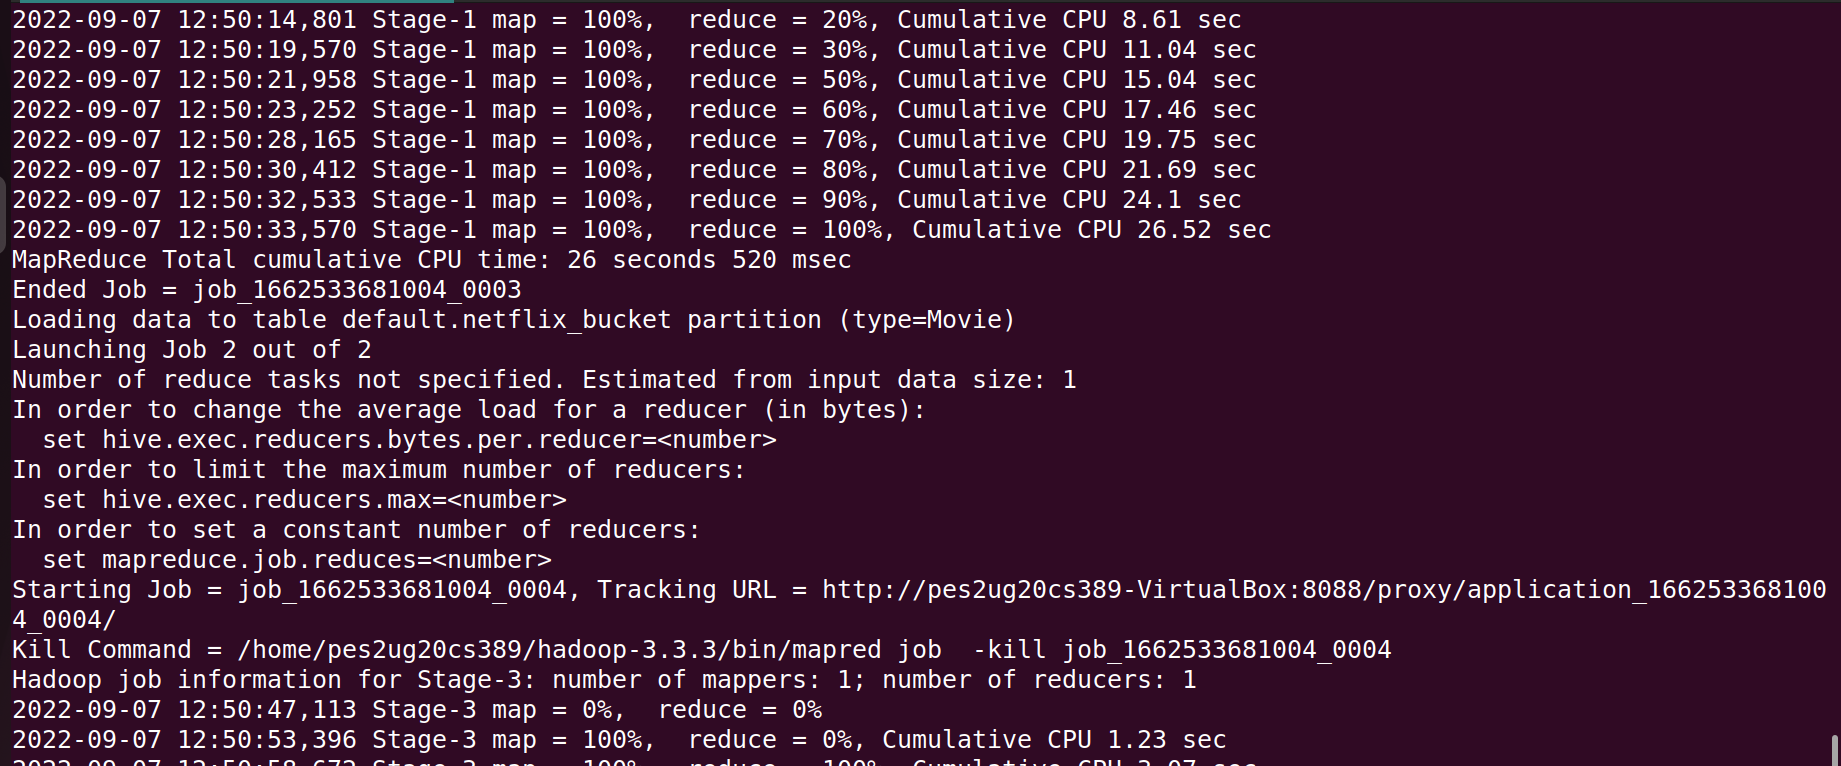 2022-09-07 12:50:14,801 Stage-1 map = 100%,  reduce = 20%, Cumulative CPU 8.61 sec
2022-09-07 12:50:19,570 Stage-1 map = 100%,  reduce = 30%, Cumulative CPU 11.04 sec
2022-09-07 12:50:21,958 Stage-1 map = 100%,  reduce = 50%, Cumulative CPU 15.04 sec
2022-09-07 12:50:23,252 Stage-1 map = 100%,  reduce = 60%, Cumulative CPU 17.46 sec
2022-09-07 12:50:28,165 Stage-1 map = 100%,  reduce = 70%, Cumulative CPU 19.75 sec
2022-09-07 12:50:30,412 Stage-1 map = 100%,  reduce = 80%, Cumulative CPU 21.69 sec
2022-09-07 12:50:32,533 Stage-1 map = 100%,  reduce = 90%, Cumulative CPU 24.1 sec
2022-09-07 12:50:33,570 Stage-1 map = 100%,  reduce = 100%, Cumulative CPU 26.52 sec
MapReduce Total cumulative CPU time: 26 seconds 520 msec
Ended Job = job_1662533681004_0003
Loading data to table default.netflix_bucket partition (type=Movie)
Launching Job 2 out of 2
Number of reduce tasks not specified. Estimated from input data size: 1
In order to change the average load for a reducer (in bytes):
  set hive.exec.reducers.bytes.per.reducer=<number>
In order to limit the maximum number of reducers:
  set hive.exec.reducers.max=<number>
In order to set a constant number of reducers:
  set mapreduce.job.reduces=<number>
Starting Job = job_1662533681004_0004, Tracking URL = http://pes2ug20cs389-VirtualBox:8088/proxy/application_166253368100
4_0004/
Kill Command = /home/pes2ug20cs389/hadoop-3.3.3/bin/mapred job  -kill job_1662533681004_0004
Hadoop job information for Stage-3: number of mappers: 1; number of reducers: 1
2022-09-07 12:50:47,113 Stage-3 map = 0%,  reduce = 0%
2022-09-07 12:50:53,396 Stage-3 map = 100%,  reduce = 0%, Cumulative CPU 1.23 sec
2022-09-07 Stage-3 map = 100%,  reduce = 100%, Cumulative CPU sec